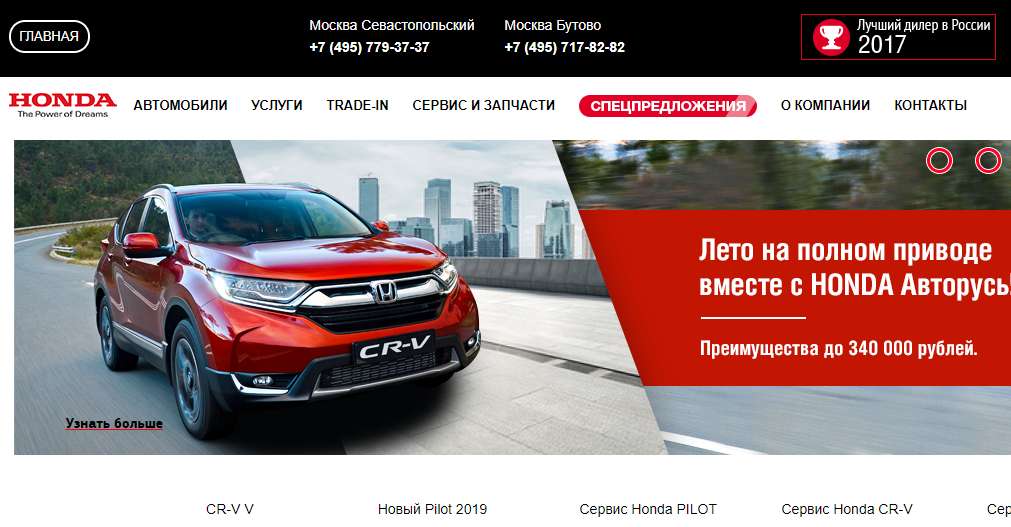 ГЛАВНАЯ
Москва Севастопольский
+7 (495) 779-37-37
Москва Бутово
+7 (495) 717-82-82
Лучший дилер в России
2017
HONDA
The Power of Dreams
АВТОМОБИЛИ
УСЛУГИ
TRADE-IN
СЕРВИС И ЗАПЧАСТИ
СПЕЦПРЕДЛОЖЕНИЯ
О КОМПАНИИ
КОНТАКТЫ
Лето на полном приводе
вместе с HONDA Авторусь!
Преимущества до 340 000 рублей.
CR-V
Узнать больше
CR-V V
Новый Pilot 2019
Сервис Honda PILOT
Сервис Honda CR-V
Сер